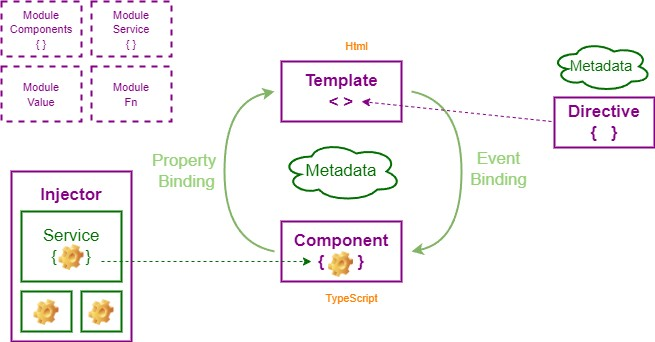 Module
Components
{ }
Module
Service
{ }
Module
Value
Module
Fn
Html
Template
< >
Metadata
Directive
{ }
Property
Binding
Metadata
Event
Binding
Injector
Service
{ }
Component
{ }
TypeScript